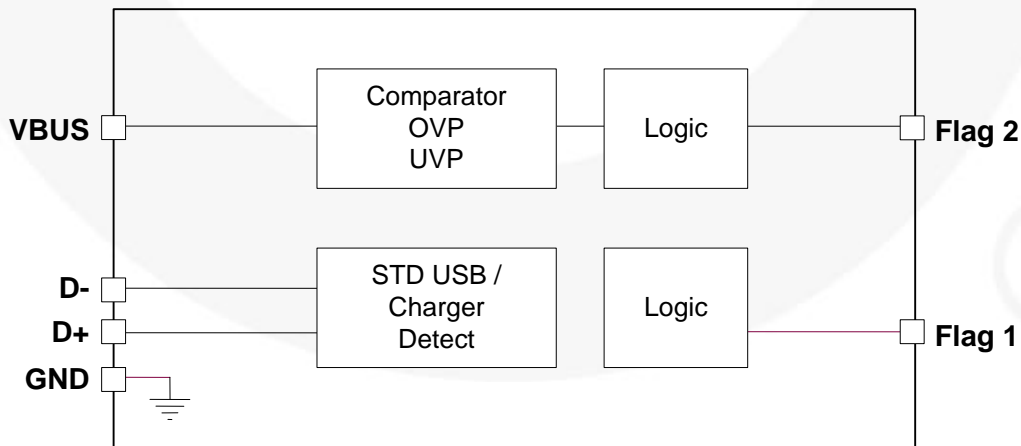 Comparator
OVP
UVP
Logic
VBUS
Flag 2
STD USB /
Charger
Detect
Logic
D-
D+
Flag 1
GND